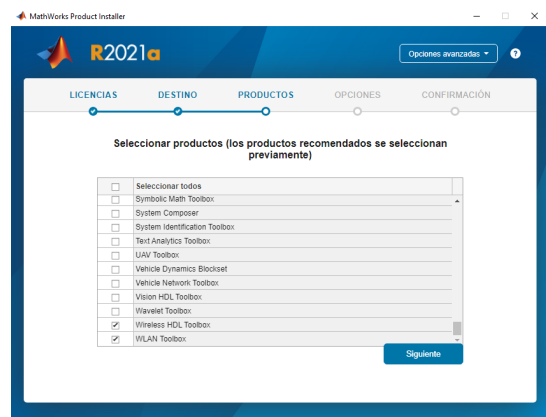 MathWorks Product Installer
R2021a
Opciones avanzadas
?
LICENCIAS DESTINO PRODUCTOS OPCIONES CONFIRMACIÓN
Seleccionar productos (los productos recomendados se seleccionan
previamente)
Seleccionar todos
Symbolic Math Toolbox
System Composer
System Identification Toolbox
Text Analytics Toolbox
UAV Toolbox
Vehicle Dynamics Blockset
Vehicle Network Toolbox
Vision HDL Toolbox
Wavelet Toolbox
Wireless HDL Toolbox
WLAN Toolbox
Siguiente